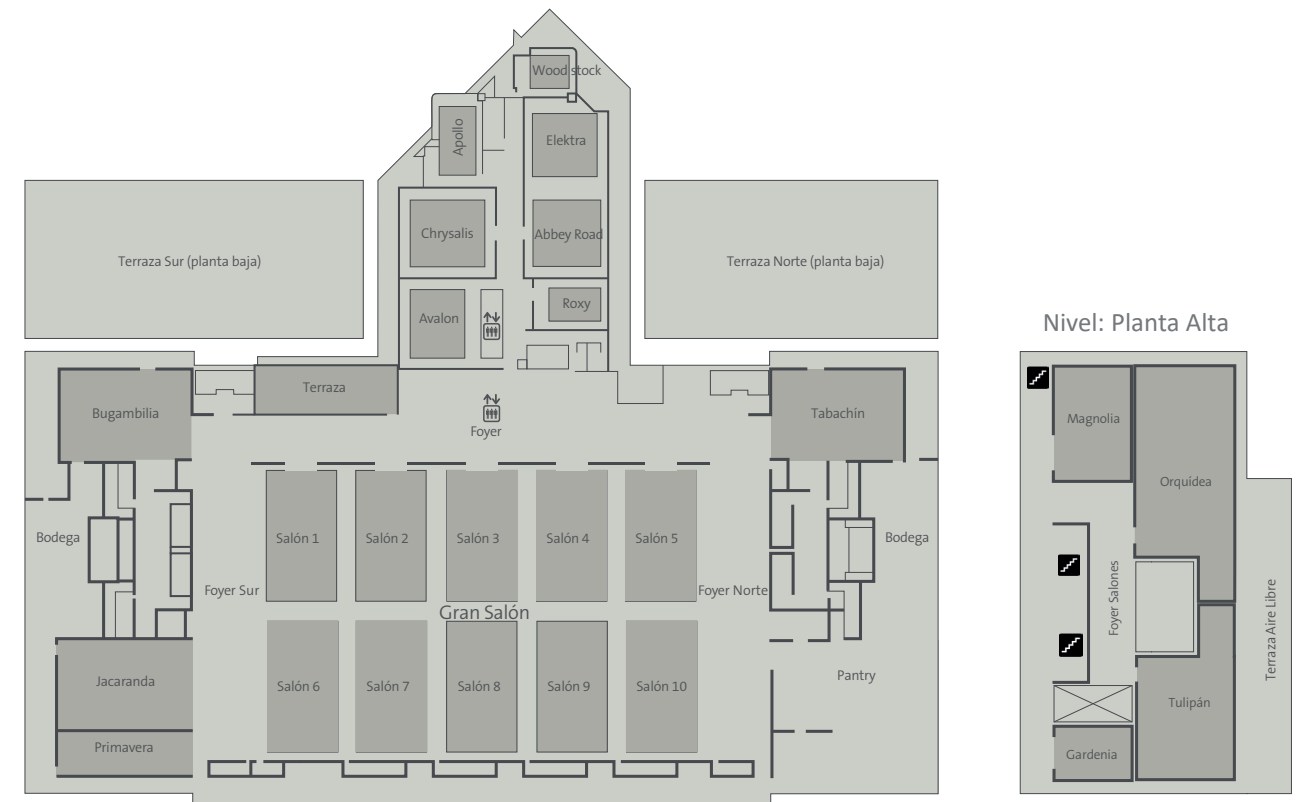 Wood stock
Apollo
Elektra
Chrysalis
Abbey Road
Terraza Sur (planta baja)
Terraza Norte (planta baja)
Roxy
Avalon
Nivel: Planta Alta
Terraza
Bugambilia
Tabachín
Foyer
Magnolia
Orquídea
Salón 1
Salón 2
Salón 3
Salón 4
Salón 5
Bodega
Bodega
Foyer Sur
Foyer Norte
Gran Salón
Foyer Salones
Terraza Aire Libre
Jacaranda
Salón 6
Salón 7
Salón 8
Salón 9
Salón 10
Pantry
Tulipán
Primavera
Gardenia